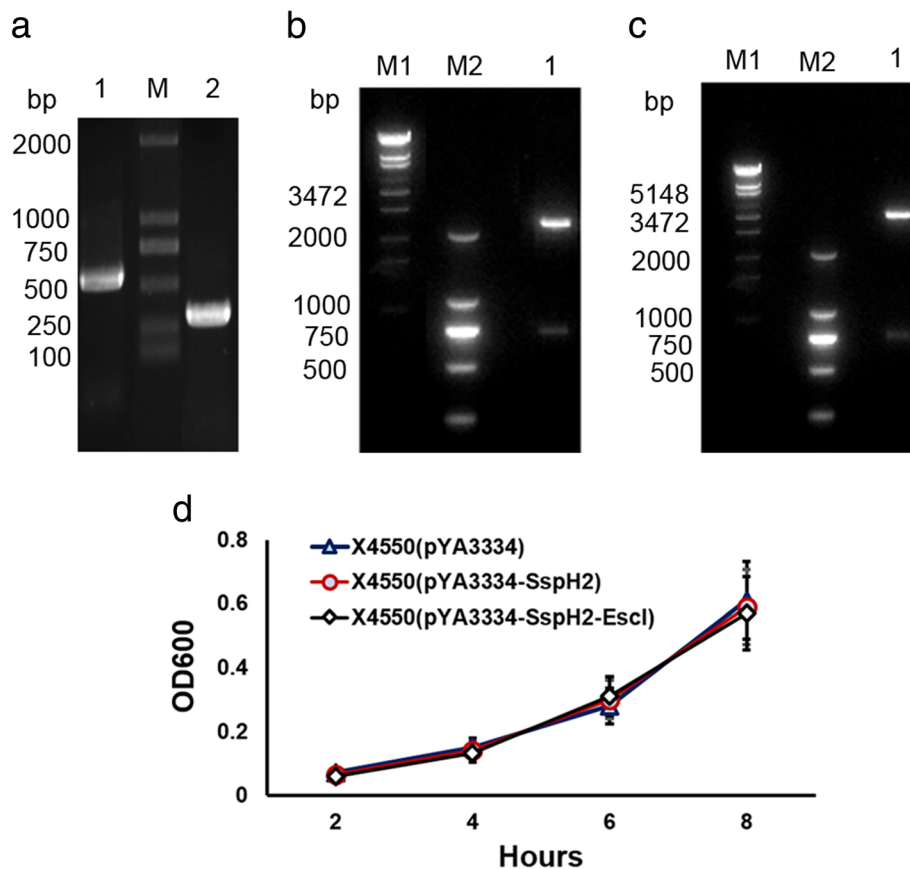 a
1 M 2
bp
2000
1000
750
500
250
100
b
M1 M2 1
bp
3472
2000
1000
750
500
c
M1 M2 1
bp
5148
3472
2000
1000
750
500
d
0.8
0.6
0.4
0.2
0
OD600
X4550(pYA3334)
X4550(pYA3334-SspH2)
X4550(pYA3334-SspH2-EscI)
2 4 6 8
Hours